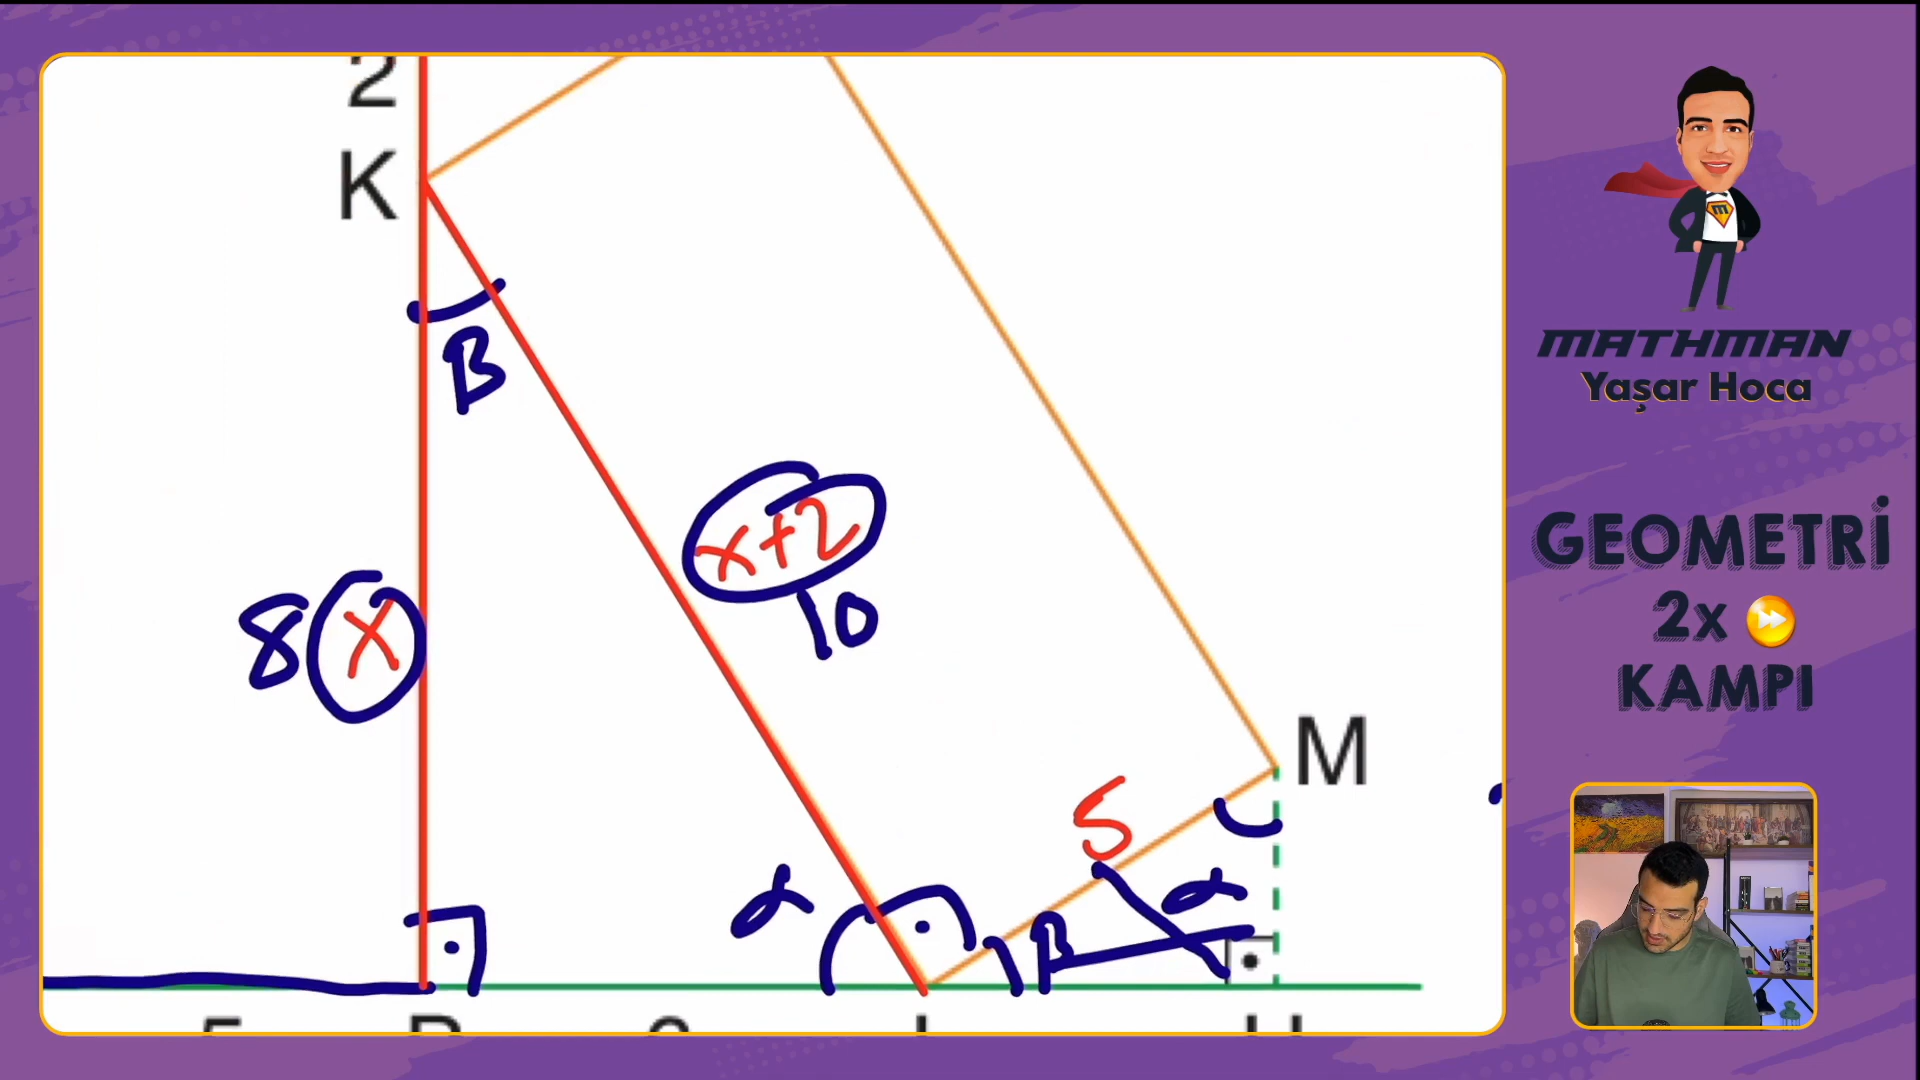 2
K
B
x+2
10
8 x
M
5
α
α
B
MATHMAN
Yaşar Hoca
GEOMETRİ
2x
KAMPI